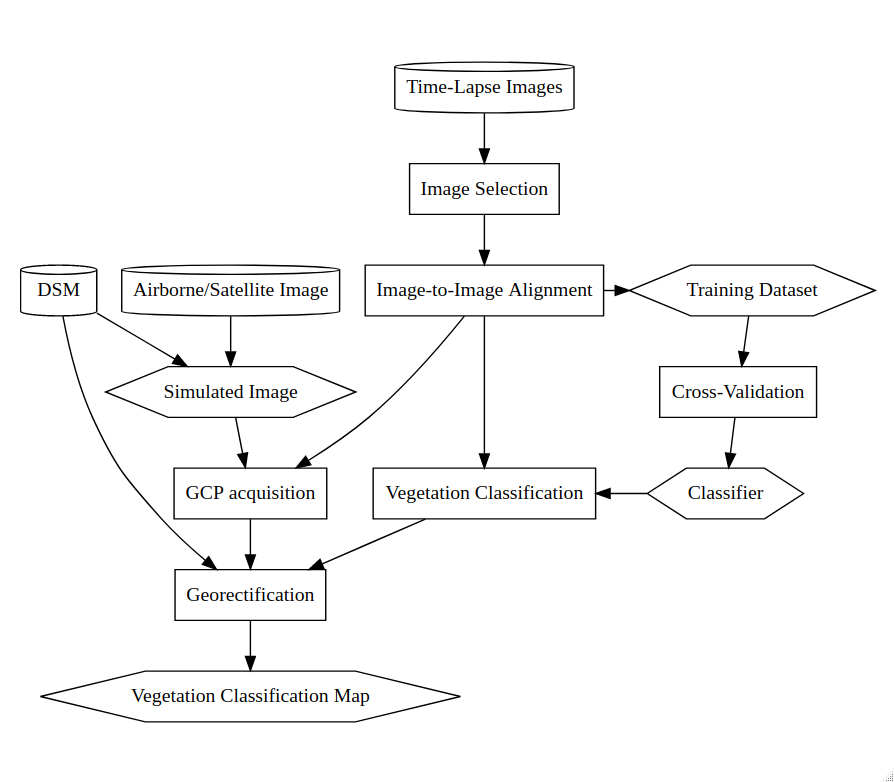 Time-Lapse Images
Image Selection
DSM
Airborne/Satellite Image
Image-to-Image Alignment
Training Dataset
Simulated Image
Cross-Validation
GCP acquisition
Vegetation Classification
Classifier
Georectification
Vegetation Classification Map